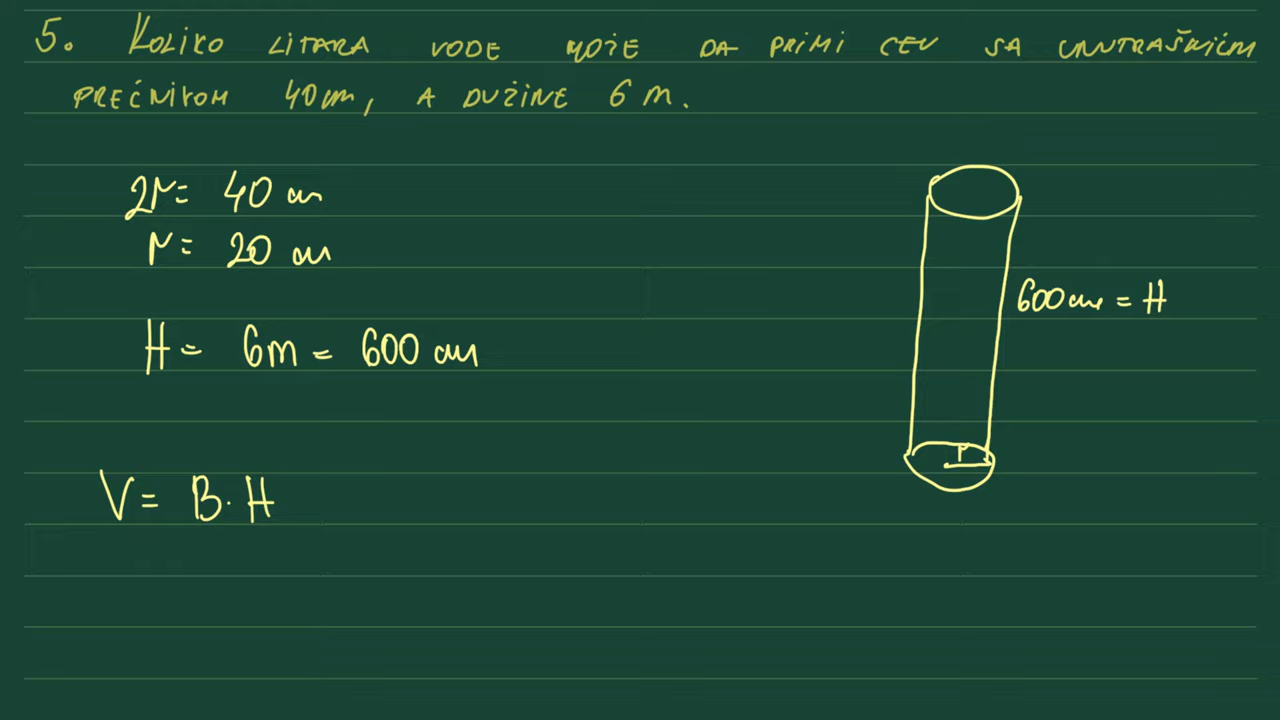 5. KOLIKO LITARA VODE MOŽE DA PRIMI CEV SA UNUTRAŠNJIM
PREČNIKOM 40cm, A DUŽINE 6 m.
2r= 40 cm
r= 20 cm
600cm = H
H= 6m = 600 cm
r
V= B·H